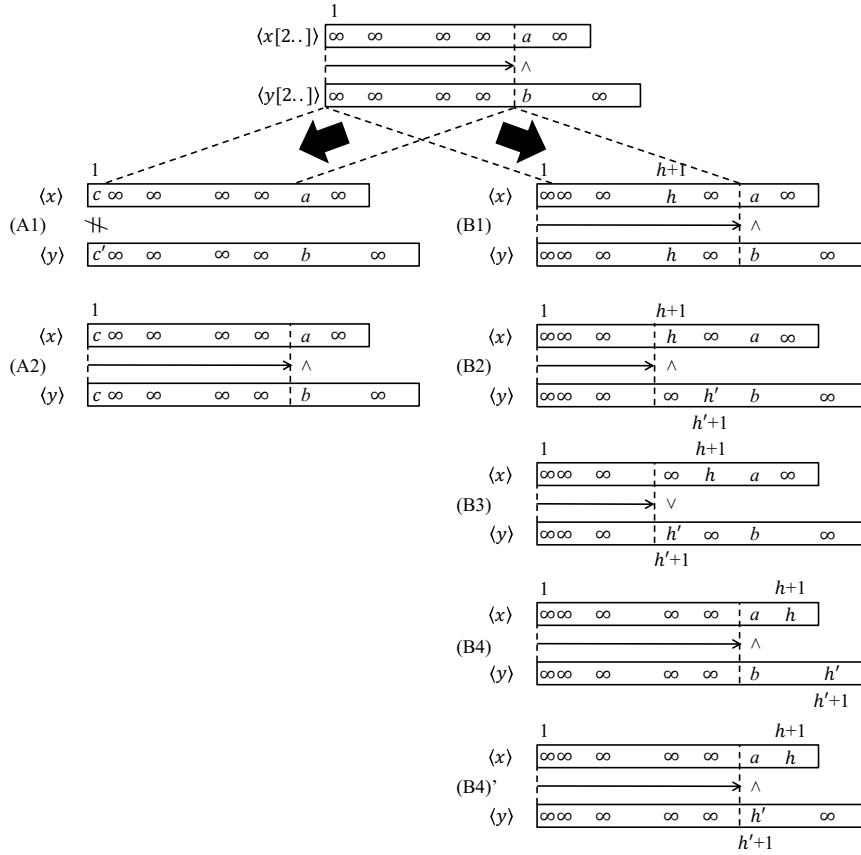 1
⟨x[2..]⟩ ∞ ∞ ∞ ∞ a ∞
∧
⟨y[2..]⟩ ∞ ∞ ∞ ∞ b ∞
1
⟨x⟩ c ∞ ∞ ∞ ∞ a ∞
(A1)
⟨y⟩ c′ ∞ ∞ ∞ ∞ b ∞
1
⟨x⟩ c ∞ ∞ ∞ ∞ a ∞
(A2) ∧
⟨y⟩ c ∞ ∞ ∞ ∞ b ∞
1 h+1
⟨x⟩ ∞∞ ∞ h ∞ a ∞
(B1) ∧
⟨y⟩ ∞∞ ∞ h ∞ b ∞
1 h+1
⟨x⟩ ∞∞ ∞ h ∞ a ∞
(B2) ∧
⟨y⟩ ∞∞ ∞ ∞ h′ b ∞
h′+1
1 h+1
⟨x⟩ ∞∞ ∞ ∞ h a ∞
(B3) ∨
⟨y⟩ ∞∞ ∞ h′ ∞ b ∞
h′+1
1 h+1
⟨x⟩ ∞∞ ∞ ∞ ∞ a h
(B4) ∧
⟨y⟩ ∞∞ ∞ ∞ ∞ b h′
h′+1
1 h+1
⟨x⟩ ∞∞ ∞ ∞ ∞ a h
(B4)’ ∧
⟨y⟩ ∞∞ ∞ ∞ ∞ h′ ∞
h′+1